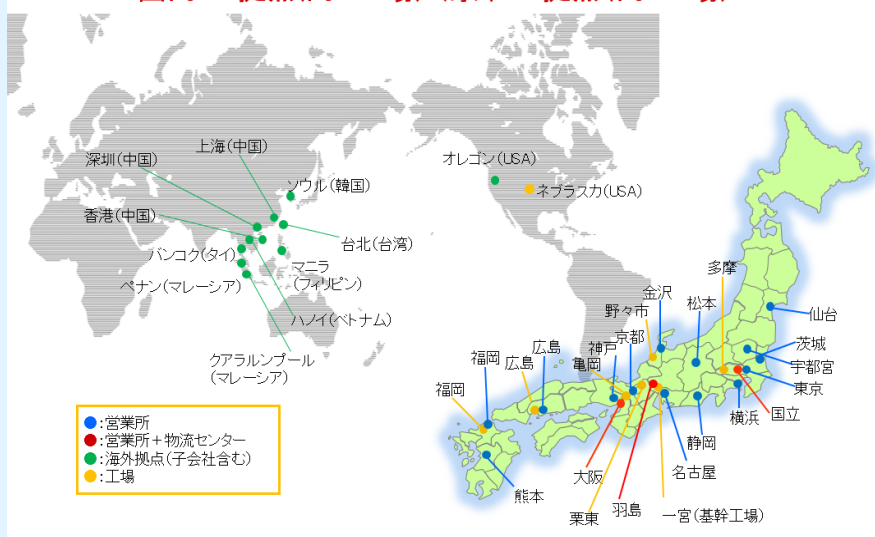 上海(中国)
深圳(中国)
ソウル(韓国)
香港(中国)
台北(台湾)
バンコク(タイ)
マニラ
(フィリピン)
ペナン(マレーシア)
ハノイ(ベトナム)
クアラルンプール
(マレーシア)
オレゴン(USA)
ネブラスカ(USA)
多摩
金沢
松本
野々市
仙台
京都
茨城
広島
神戸
福岡
広島
亀岡
宇都宮
東京
福岡
横浜
国立
静岡
名古屋
大阪
熊本
羽島
栗東
一宮(基幹工場)
:営業所
:営業所+物流センター
:海外拠点(子会社含む)
:工場